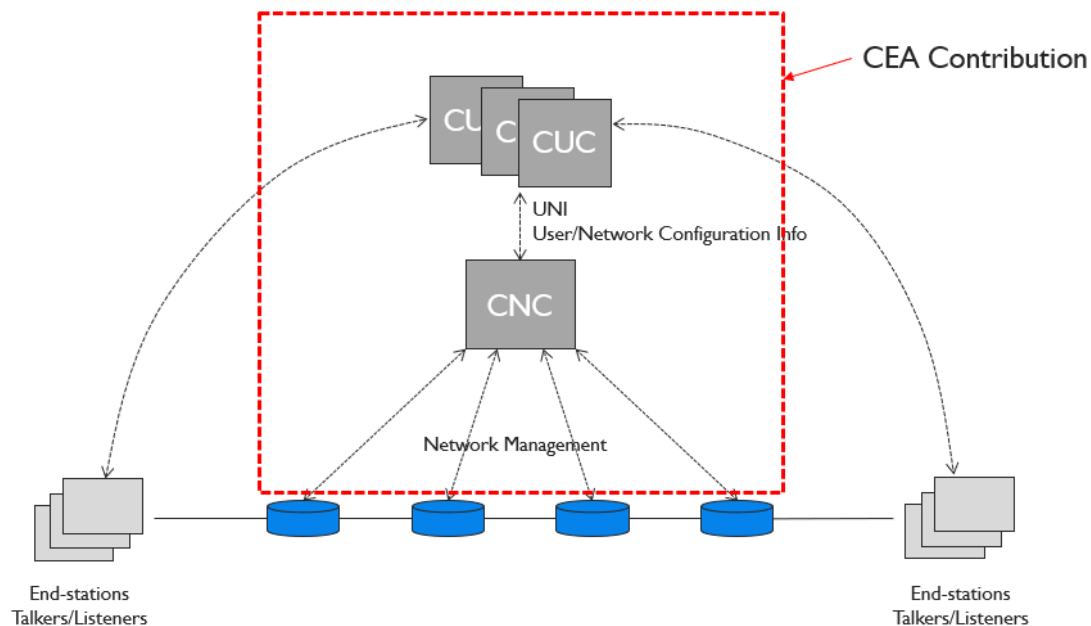 CEA Contribution
CU
C
CUC
UNI
User/Network Configuration Info
CNC
Network Management
End-stations
Talkers/Listeners
End-stations
Talkers/Listeners